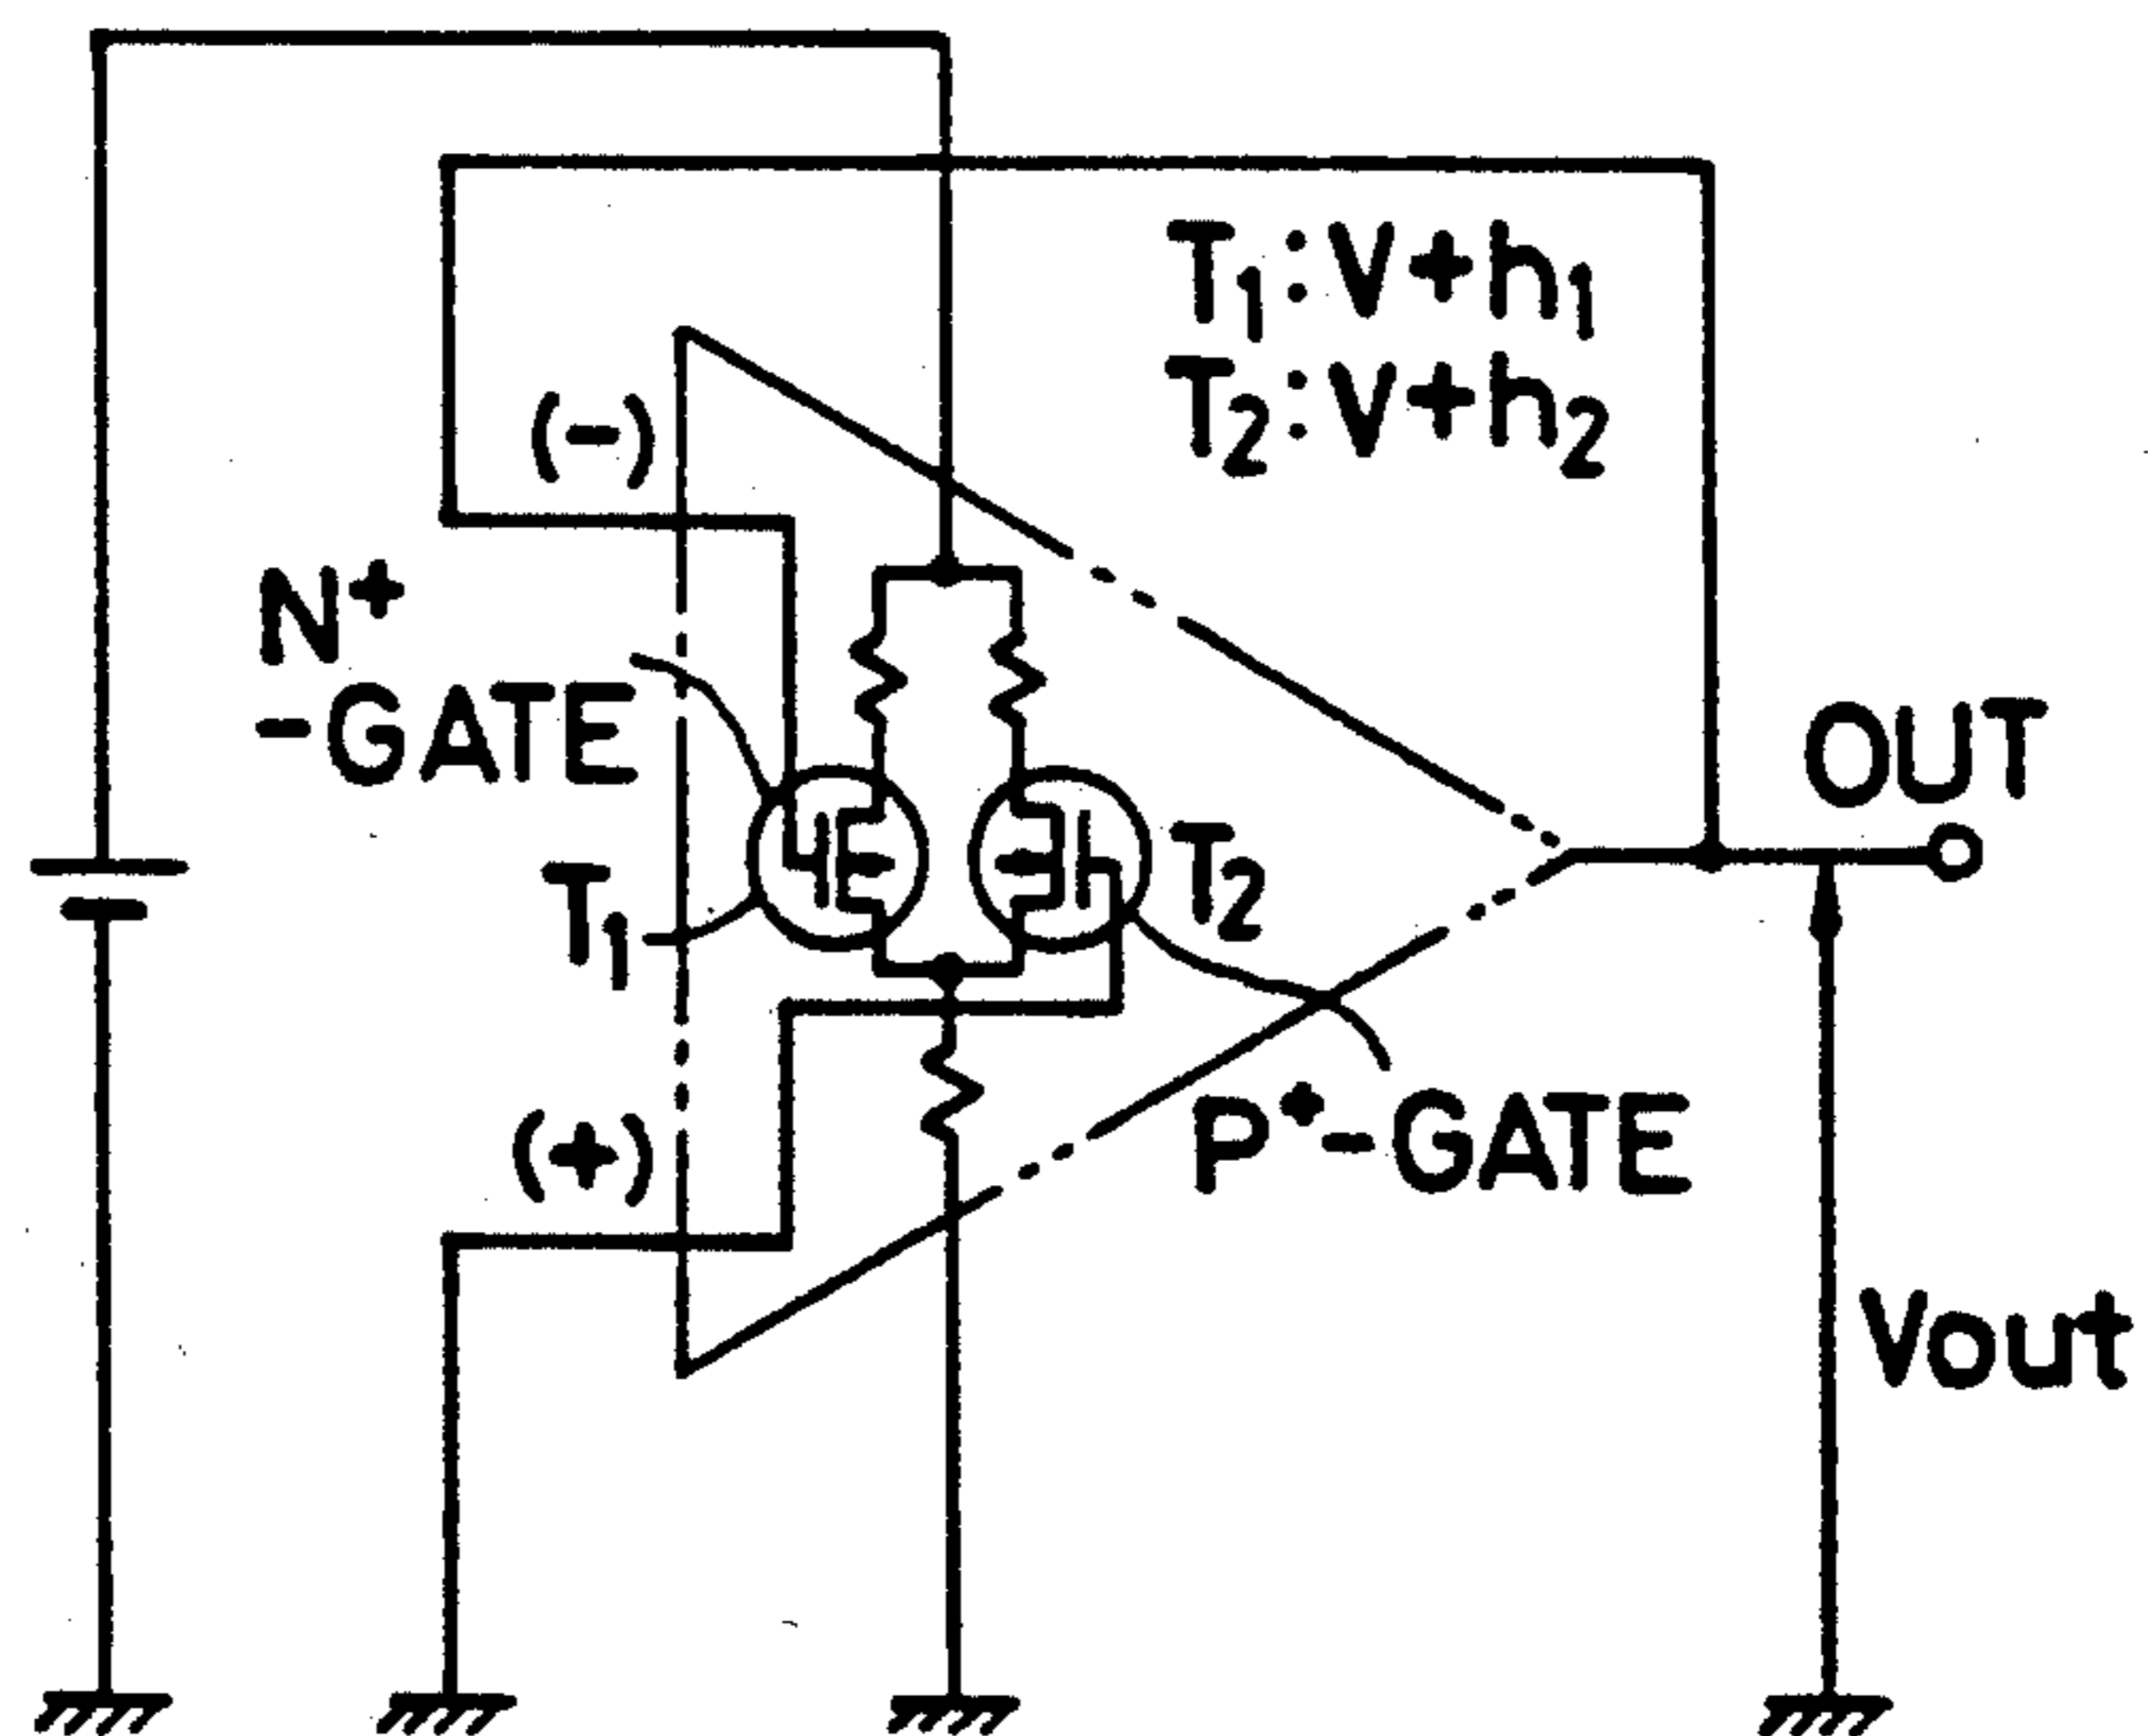 T₁:V+h₁
T₂:V+h₂
(-)
N⁺
-GATE
OUT
T₁
T₂
(+)
P⁺-GATE
Vout